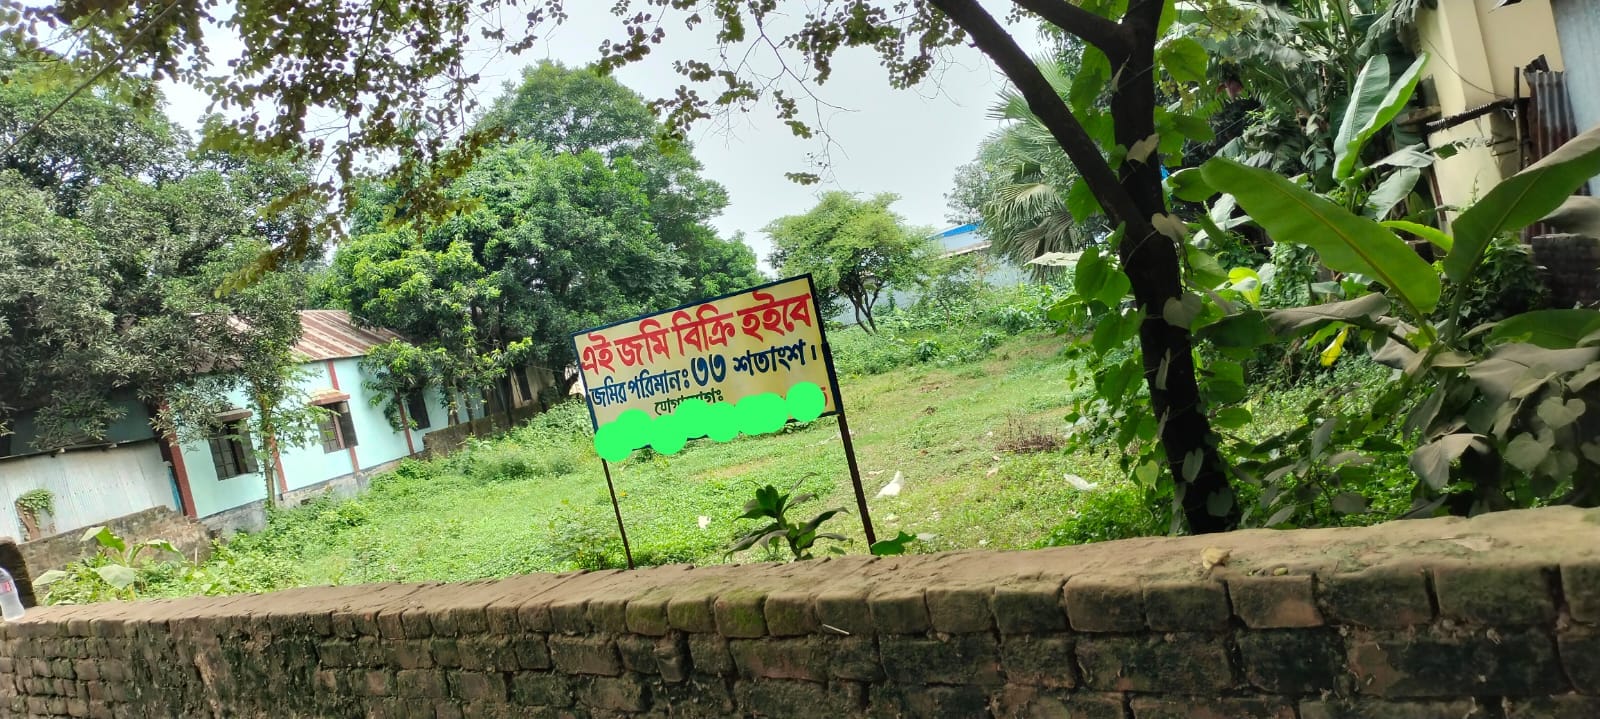 এই জমি বিক্রি হইবে
জমির পরিমান: ৩৩ শতাংশ।
যোগাযোগঃ